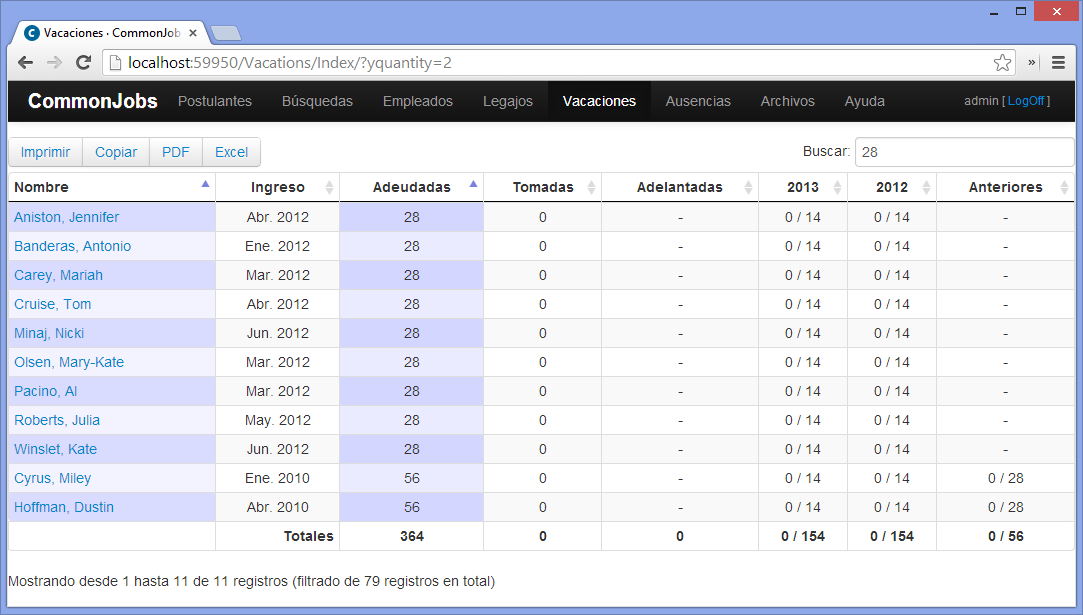 Vacaciones · CommonJob
localhost:59950/Vacations/Index/?yquantity=2
CommonJobs Postulantes Búsquedas Empleados Legajos Vacaciones Ausencias Archivos Ayuda admin [ LogOff ]
Imprimir Copiar PDF Excel Buscar: 28
Nombre Ingreso Adeudadas Tomadas Adelantadas 2013 2012 Anteriores
Aniston, Jennifer Abr. 2012 28 0 - 0 / 14 0 / 14 -
Banderas, Antonio Ene. 2012 28 0 - 0 / 14 0 / 14 -
Carey, Mariah Mar. 2012 28 0 - 0 / 14 0 / 14 -
Cruise, Tom Abr. 2012 28 0 - 0 / 14 0 / 14 -
Minaj, Nicki Jun. 2012 28 0 - 0 / 14 0 / 14 -
Olsen, Mary-Kate Mar. 2012 28 0 - 0 / 14 0 / 14 -
Pacino, Al Mar. 2012 28 0 - 0 / 14 0 / 14 -
Roberts, Julia May. 2012 28 0 - 0 / 14 0 / 14 -
Winslet, Kate Jun. 2012 28 0 - 0 / 14 0 / 14 -
Cyrus, Miley Ene. 2010 56 0 - 0 / 14 0 / 14 0 / 28
Hoffman, Dustin Abr. 2010 56 0 - 0 / 14 0 / 14 0 / 28
Totales 364 0 0 0 / 154 0 / 154 0 / 56
Mostrando desde 1 hasta 11 de 11 registros (filtrado de 79 registros en total)